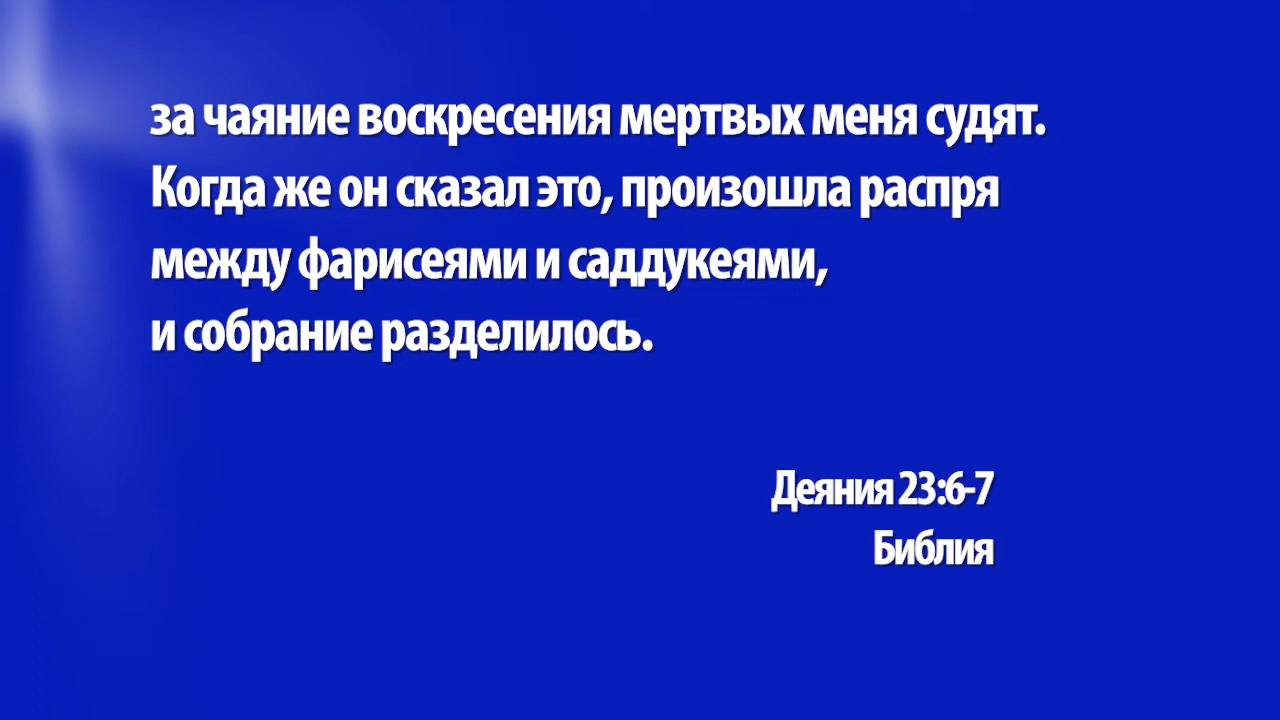 за чаяние воскресения мертвых меня судят.
Когда же он сказал это, произошла распря
между фарисеями и саддукеями,
и собрание разделилось.
Деяния 23:6-7
Библия